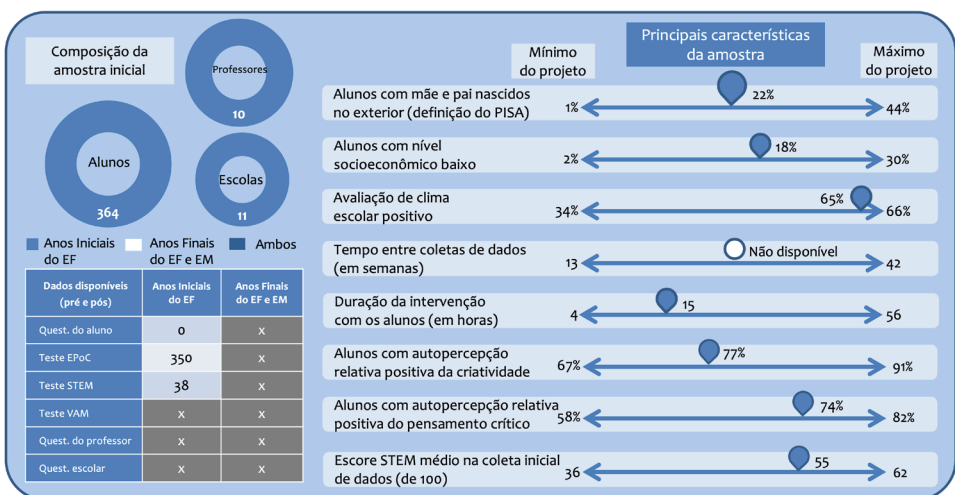 Composição da
amostra inicial
Professores
10
Alunos
364
Escolas
11
Anos Iniciais
do EF
Anos Finais
do EF e EM
Ambos
Dados disponíveis
(pré e pós)
Anos Iniciais
do EF
Anos Finais
do EF e EM
Quest. do aluno
0
x
Teste EPoC
350
x
Teste STEM
38
x
Teste VAM
x
x
Quest. do professor
x
x
Quest. escolar
x
x
Mínimo
do projeto
Principais características
da amostra
Máximo
do projeto
Alunos com mãe e pai nascidos
no exterior (definição do PISA)
1%
22%
44%
Alunos com nível
socioeconômico baixo
2%
18%
30%
Avaliação de clima
escolar positivo
34%
65%
66%
Tempo entre coletas de dados
(em semanas)
13
Não disponível
42
Duração da intervenção
com os alunos (em horas)
4
15
56
Alunos com autopercepção
relativa positiva da criatividade
67%
77%
91%
Alunos com autopercepção relativa
positiva do pensamento crítico
58%
74%
82%
Escore STEM médio na coleta inicial
de dados (de 100)
36
55
62